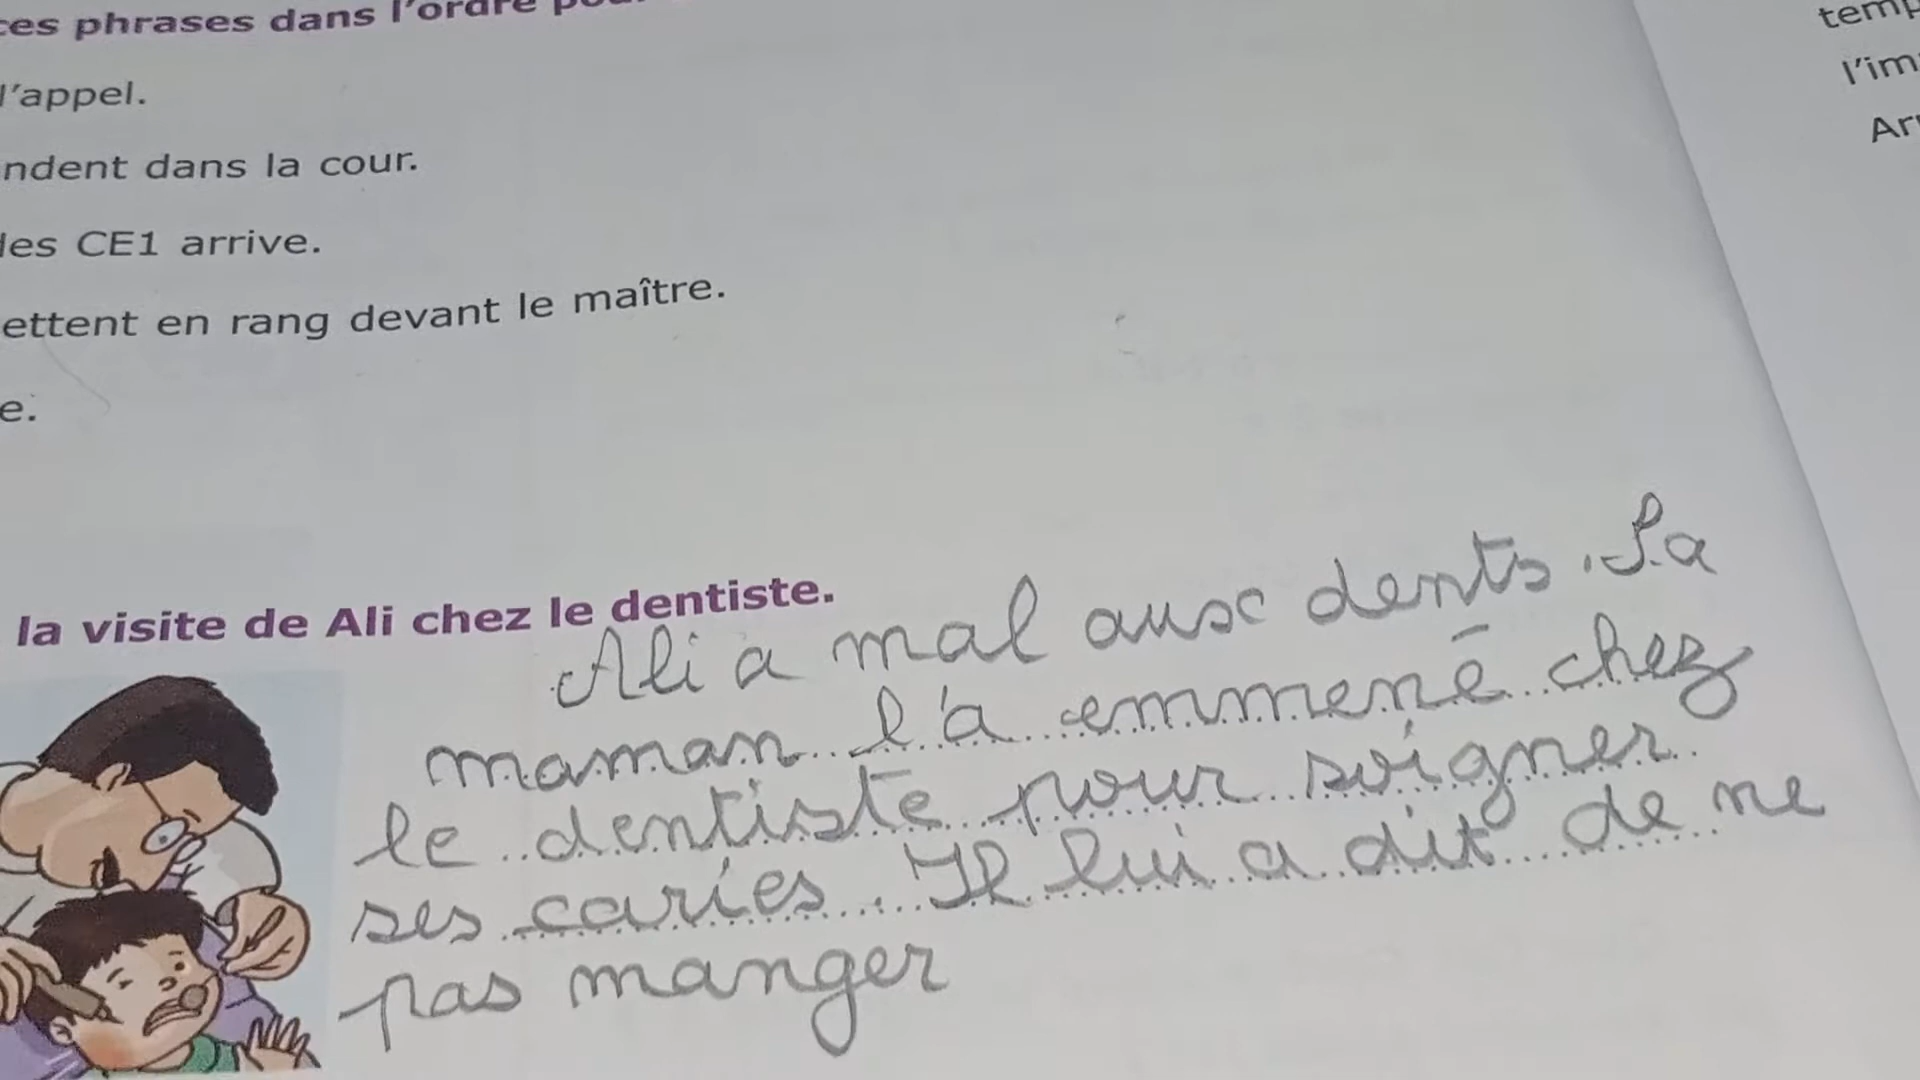 ces phrases dans l'ordre
l'appel.
ndent dans la cour.
des CE1 arrive.
ettent en rang devant le maître.
e.
la visite de Ali chez le dentiste.
Ali a mal aux dents. Sa
maman l'a emmené chez
le dentiste pour soigner
ses caries. Il lui a dit de ne
pas manger
temp
l'im
Ar